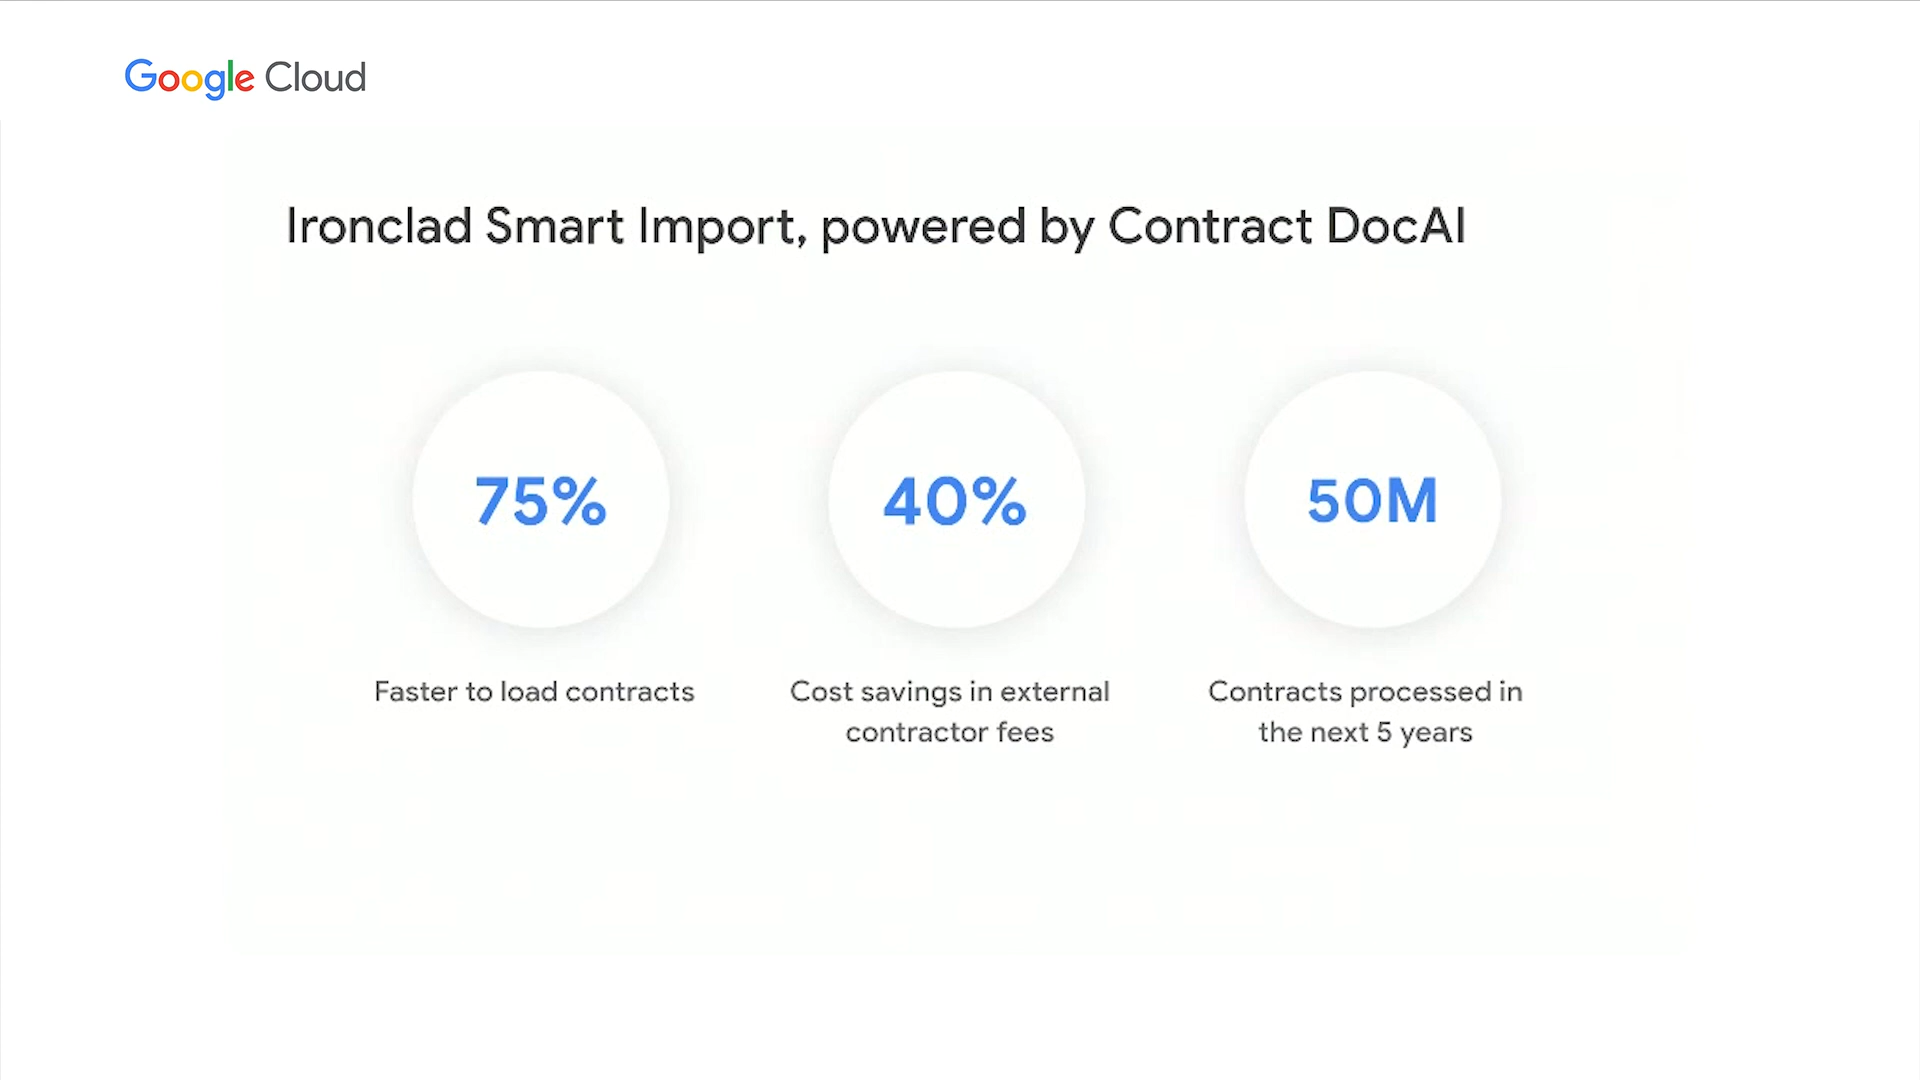 Google Cloud
Ironclad Smart Import, powered by Contract DocAI
75%
Faster to load contracts
40%
Cost savings in external
contractor fees
50M
Contracts processed in
the next 5 years